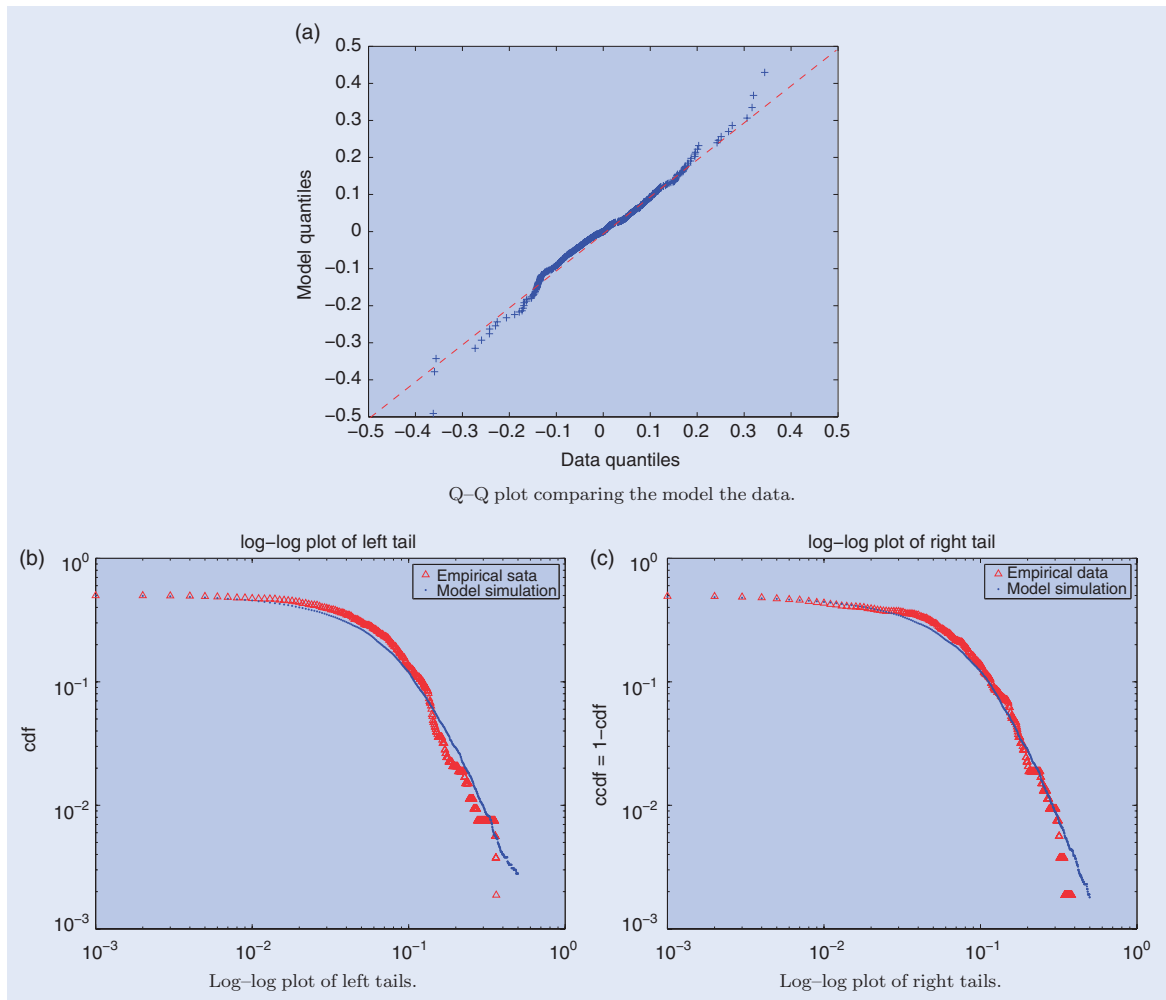 (a)
0.5
0.4
0.3
0.2
0.1
0
−0.1
−0.2
−0.3
−0.4
−0.5
Model quantiles
−0.5 −0.4 −0.3 −0.2 −0.1 0 0.1 0.2 0.3 0.4 0.5
Data quantiles
Q–Q plot comparing the model the data.
(b)
log–log plot of left tail
Empirical sata
Model simulation
10^0
10^−1
10^−2
10^−3
cdf
10^−3 10^−2 10^−1 10^0
Log–log plot of left tails.
(c)
log–log plot of right tail
Empirical data
Model simulation
10^0
10^−1
10^−2
10^−3
ccdf = 1−cdf
10^−3 10^−2 10^−1 10^0
Log–log plot of right tails.